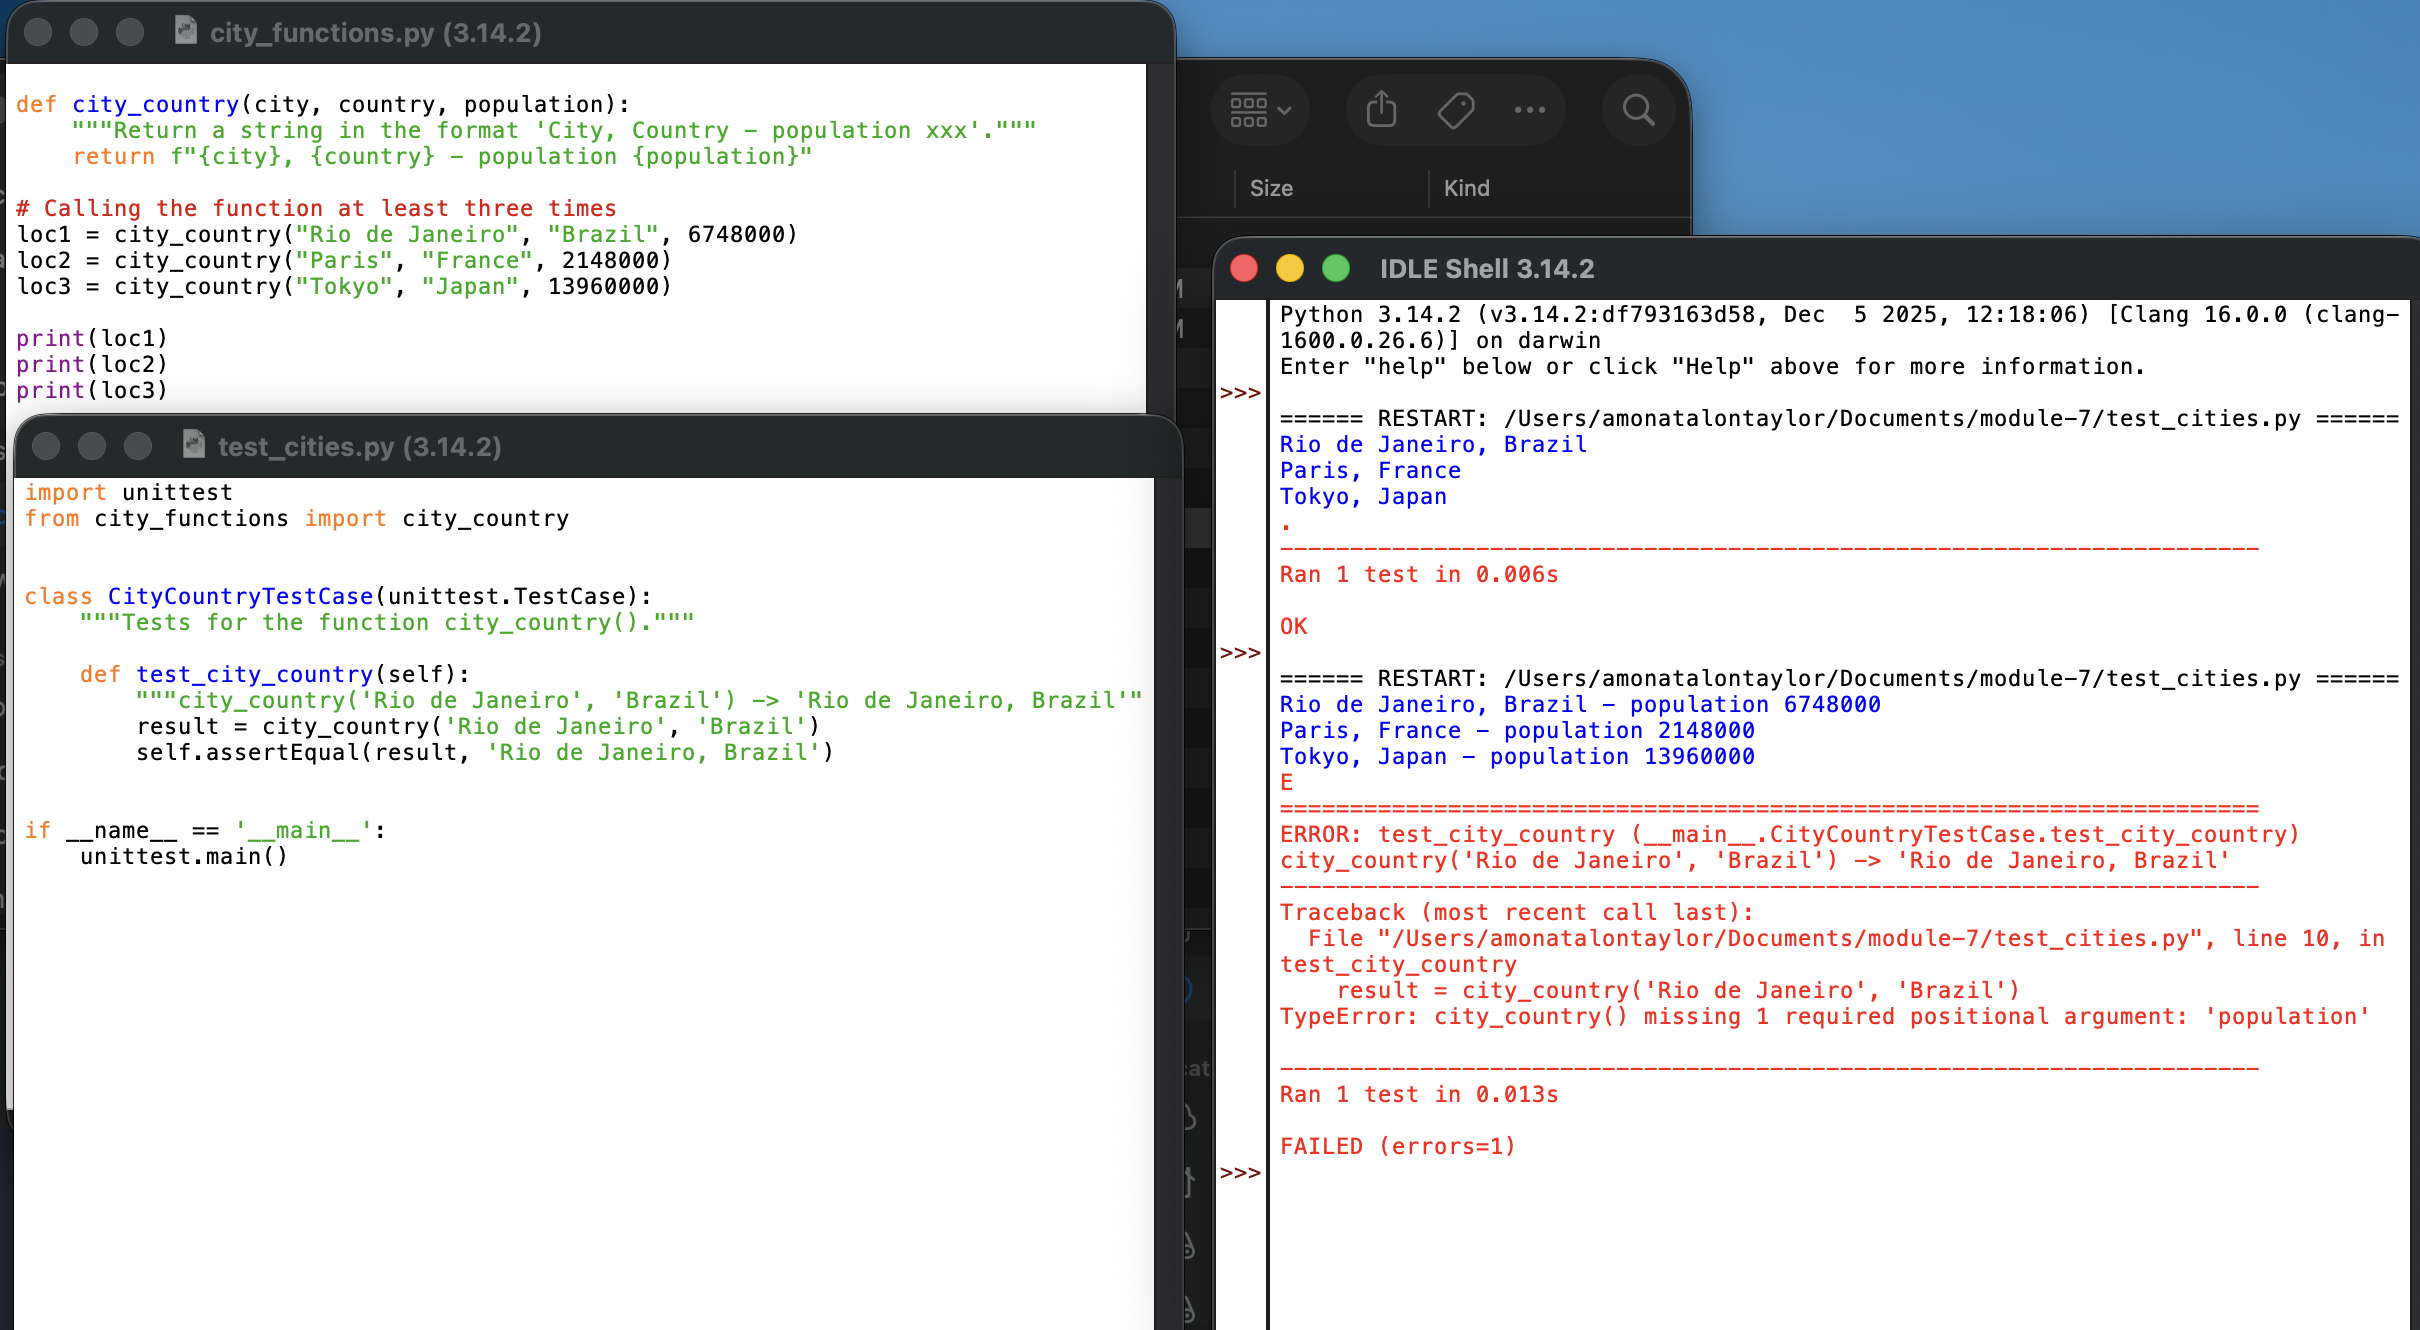 city_functions.py (3.14.2)
def city_country(city, country, population):
    """Return a string in the format 'City, Country - population xxx'."""
    return f"{city}, {country} - population {population}"
# Calling the function at least three times
loc1 = city_country("Rio de Janeiro", "Brazil", 6748000)
loc2 = city_country("Paris", "France", 2148000)
loc3 = city_country("Tokyo", "Japan", 13960000)
print(loc1)
print(loc2)
print(loc3)
test_cities.py (3.14.2)
import unittest
from city_functions import city_country
class CityCountryTestCase(unittest.TestCase):
    """Tests for the function city_country()."""
    def test_city_country(self):
        """city_country('Rio de Janeiro', 'Brazil') -> 'Rio de Janeiro, Brazil'"
        result = city_country('Rio de Janeiro', 'Brazil')
        self.assertEqual(result, 'Rio de Janeiro, Brazil')
if __name__ == '__main__':
    unittest.main()
Size
Kind
IDLE Shell 3.14.2
Python 3.14.2 (v3.14.2:df793163d58, Dec  5 2025, 12:18:06) [Clang 16.0.0 (clang-
1600.0.26.6)] on darwin
Enter "help" below or click "Help" above for more information.
>>>
====== RESTART: /Users/amonatalontaylor/Documents/module-7/test_cities.py ======
Rio de Janeiro, Brazil
Paris, France
Tokyo, Japan
.
----------------------------------------------------------------------
Ran 1 test in 0.006s
OK
>>>
====== RESTART: /Users/amonatalontaylor/Documents/module-7/test_cities.py ======
Rio de Janeiro, Brazil - population 6748000
Paris, France - population 2148000
Tokyo, Japan - population 13960000
E
======================================================================
ERROR: test_city_country (__main__.CityCountryTestCase.test_city_country)
city_country('Rio de Janeiro', 'Brazil') -> 'Rio de Janeiro, Brazil'
----------------------------------------------------------------------
Traceback (most recent call last):
  File "/Users/amonatalontaylor/Documents/module-7/test_cities.py", line 10, in
test_city_country
    result = city_country('Rio de Janeiro', 'Brazil')
TypeError: city_country() missing 1 required positional argument: 'population'
----------------------------------------------------------------------
Ran 1 test in 0.013s
FAILED (errors=1)
>>>